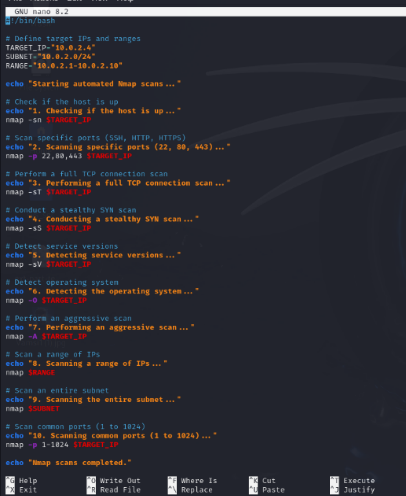 GNU nano 8.2
#!/bin/bash
# Define target IPs and ranges
TARGET_IP="10.0.2.4"
SUBNET="10.0.2.0/24"
RANGE="10.0.2.1-10.0.2.10"
echo "Starting automated Nmap scans..."
# Check if the host is up
echo "1. Checking if the host is up..."
nmap -sn $TARGET_IP
# Scan specific ports (SSH, HTTP, HTTPS)
echo "2. Scanning specific ports (22, 80, 443)..."
nmap -p 22,80,443 $TARGET_IP
# Perform a full TCP connection scan
echo "3. Performing a full TCP connection scan..."
nmap -sT $TARGET_IP
# Conduct a stealthy SYN scan
echo "4. Conducting a stealthy SYN scan..."
nmap -sS $TARGET_IP
# Detect service versions
echo "5. Detecting service versions..."
nmap -sV $TARGET_IP
# Detect operating system
echo "6. Detecting the operating system..."
nmap -O $TARGET_IP
# Perform an aggressive scan
echo "7. Performing an aggressive scan..."
nmap -A $TARGET_IP
# Scan a range of IPs
echo "8. Scanning a range of IPs..."
nmap $RANGE
# Scan an entire subnet
echo "9. Scanning the entire subnet..."
nmap $SUBNET
# Scan common ports (1 to 1024)
echo "10. Scanning common ports (1 to 1024)..."
nmap -p 1-1024 $TARGET_IP
echo "Nmap scans completed."
^G Help ^O Write Out ^F Where Is ^K Cut ^T Execute
^X Exit ^R Read File ^\ Replace ^U Paste ^J Justify